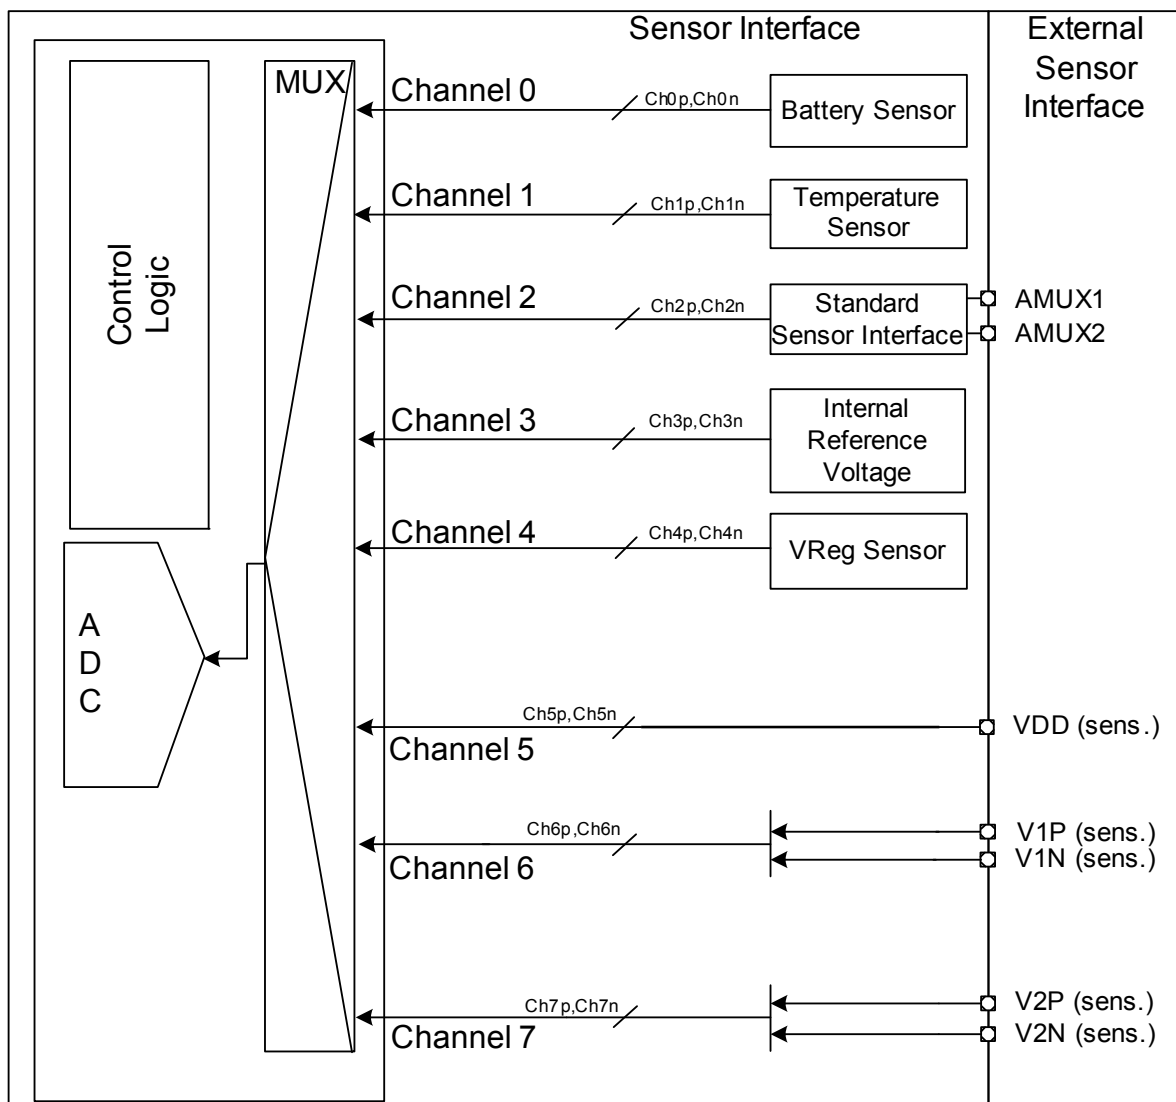 Sensor Interface
External
Sensor
Interface
MUX
Control
Logic
A
D
C
Channel 0
Ch0p,Ch0n
Battery Sensor
Channel 1
Ch1p,Ch1n
Temperature
Sensor
Channel 2
Ch2p,Ch2n
Standard
Sensor Interface
AMUX1
AMUX2
Channel 3
Ch3p,Ch3n
Internal
Reference
Voltage
Channel 4
Ch4p,Ch4n
VReg Sensor
Ch5p,Ch5n
Channel 5
VDD (sens.)
Ch6p,Ch6n
Channel 6
V1P (sens.)
V1N (sens.)
Ch7p,Ch7n
Channel 7
V2P (sens.)
V2N (sens.)